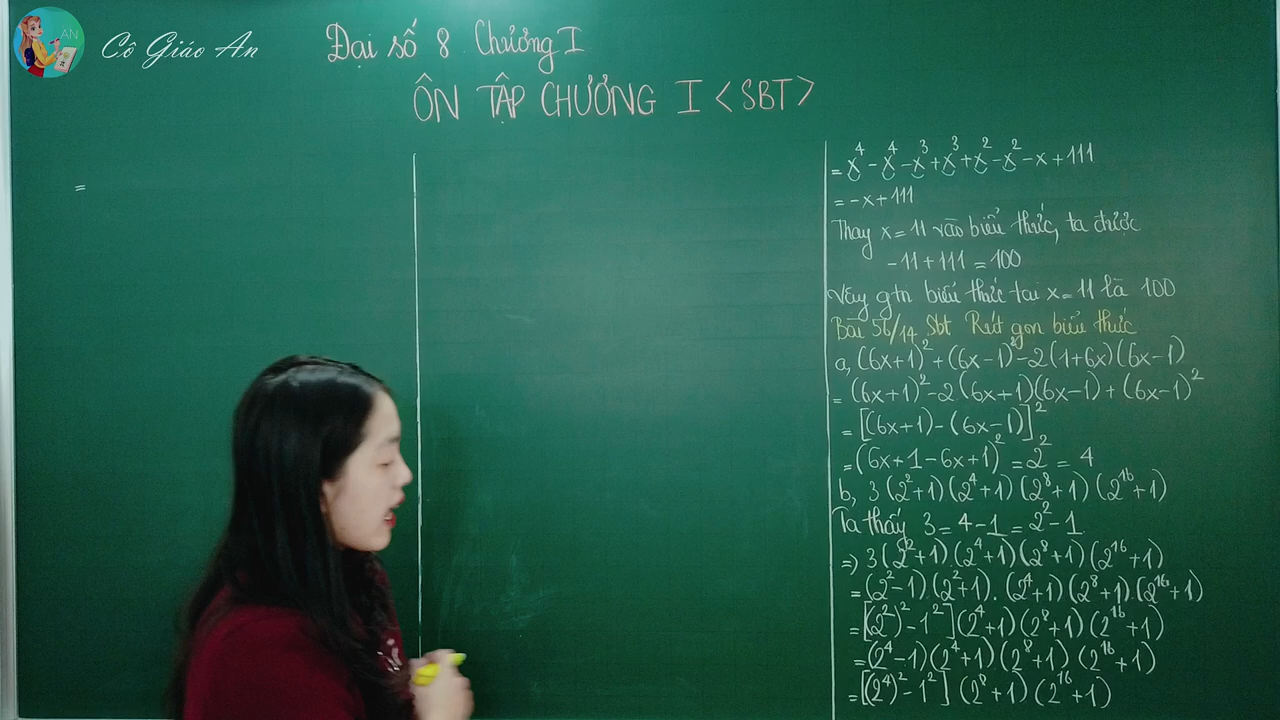 AN
Cô Giáo An
Đại số 8 Chương I
ÔN TẬP CHƯƠNG I <SBT>
=
= x⁴ - x⁴ - x³ + x³ + x² - x² - x + 111
= -x + 111
Thay x = 11 vào biểu thức, ta được
-11 + 111 = 100
Vậy gtn biểu thức tại x = 11 là 100
Bài 56/14 Sbt Rút gọn biểu thức
a, (6x+1)² + (6x-1)² - 2(1+6x)(6x-1)
= (6x+1)² - 2(6x+1)(6x-1) + (6x-1)²
= [(6x+1) - (6x-1)]²
= (6x+1-6x+1)² = 2² = 4
b, 3(2²+1)(2⁴+1)(2⁸+1)(2¹⁶+1)
Ta thấy 3 = 4-1 = 2²-1
=> 3(2²+1).(2⁴+1)(2⁸+1)(2¹⁶+1)
= (2²-1).(2²+1).(2⁴+1)(2⁸+1).(2¹⁶+1)
= [(2²)²-1²](2⁴+1)(2⁸+1)(2¹⁶+1)
= (2⁴-1)(2⁴+1)(2⁸+1)(2¹⁶+1)
= [(2⁴)²-1²](2⁸+1)(2¹⁶+1)